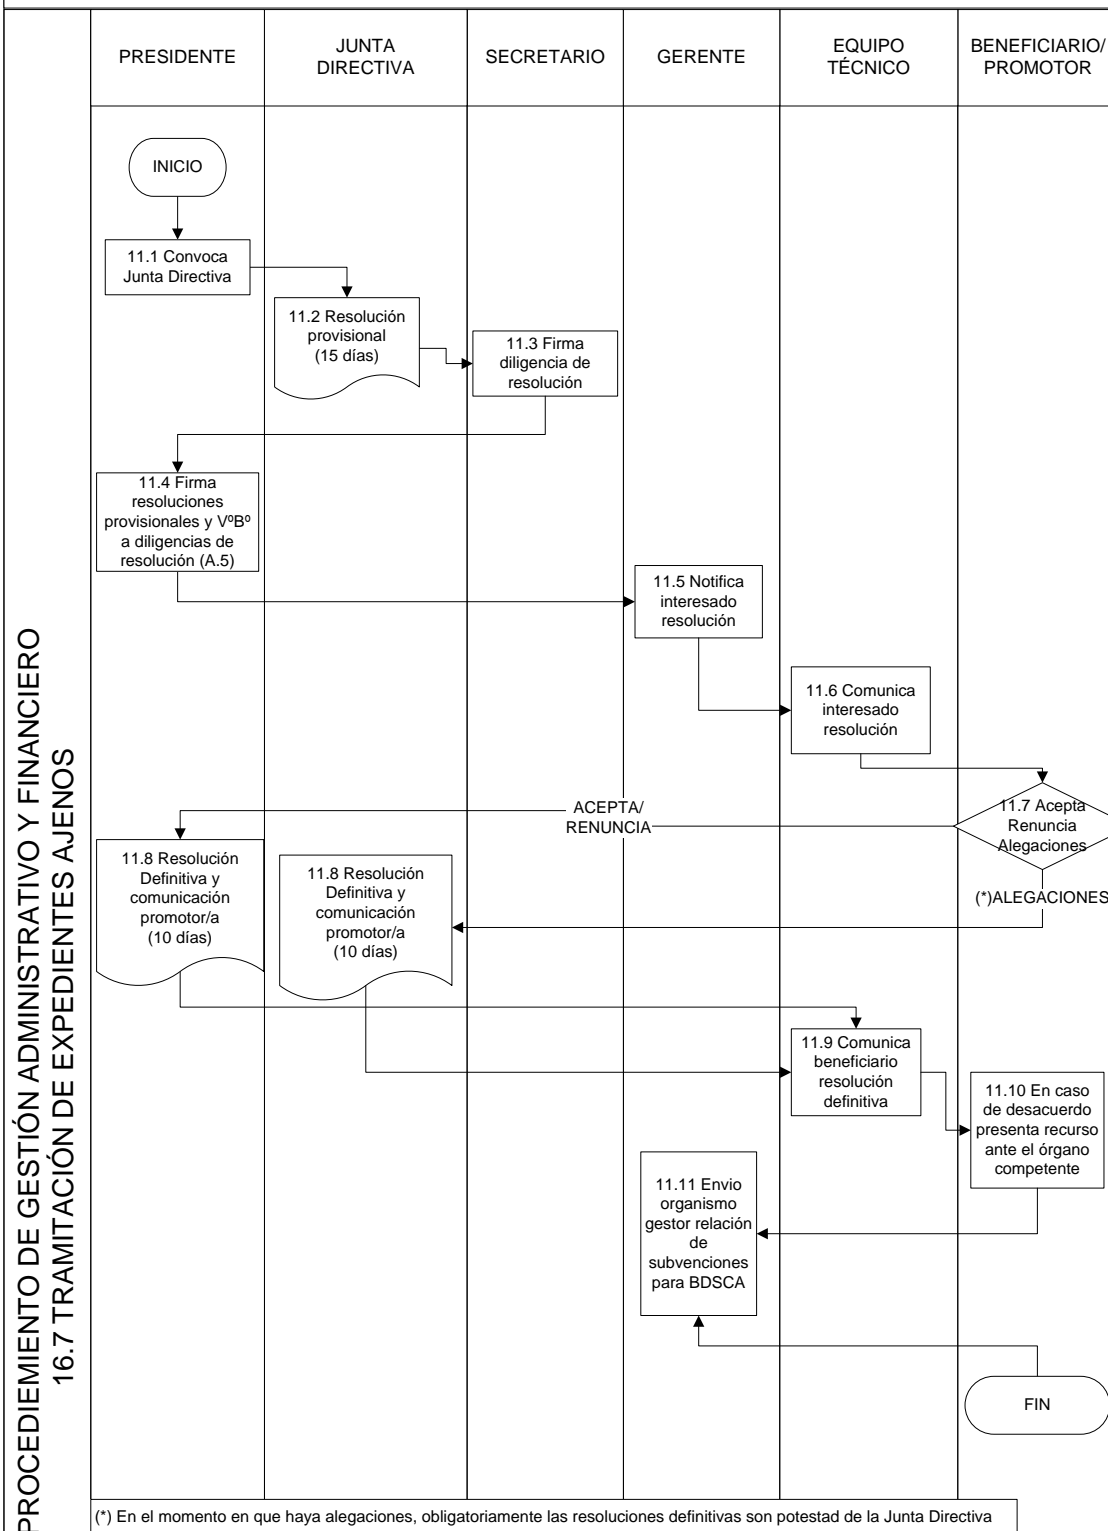 PROCEDIEMIENTO DE GESTIÓN ADMINISTRATIVO Y FINANCIERO
16.7 TRAMITACIÓN DE EXPEDIENTES AJENOS
PRESIDENTE
JUNTA
DIRECTIVA
SECRETARIO
GERENTE
EQUIPO
TÉCNICO
BENEFICIARIO/
PROMOTOR
INICIO
11.1 Convoca
Junta Directiva
11.2 Resolución
provisional
(15 días)
11.3 Firma
diligencia de
resolución
11.4 Firma
resoluciones
provisionales y VºBº
a diligencias de
resolución (A.5)
11.5 Notifica
interesado
resolución
11.6 Comunica
interesado
resolución
11.7 Acepta
Renuncia
Alegaciones
ACEPTA/
RENUNCIA
(*)ALEGACIONES
11.8 Resolución
Definitiva y
comunicación
promotor/a
(10 días)
11.8 Resolución
Definitiva y
comunicación
promotor/a
(10 días)
11.9 Comunica
beneficiario
resolución
definitiva
11.10 En caso
de desacuerdo
presenta recurso
ante el órgano
competente
11.11 Envio
organismo
gestor relación
de
subvenciones
para BDSCA
FIN
(*) En el momento en que haya alegaciones, obligatoriamente las resoluciones definitivas son potestad de la Junta Directiva